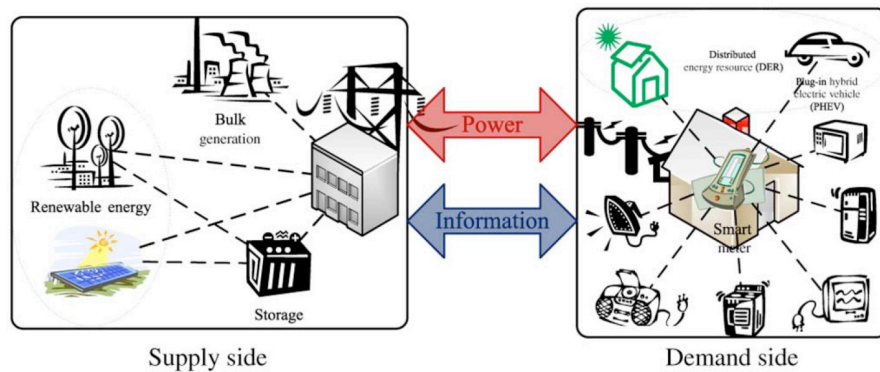 Bulk
generation
Renewable energy
Storage
Supply side
Power
Information
Distributed
energy resource (DER)
Plug-in hybrid
electric vehicle
(PHEV)
Smart
meter
Demand side